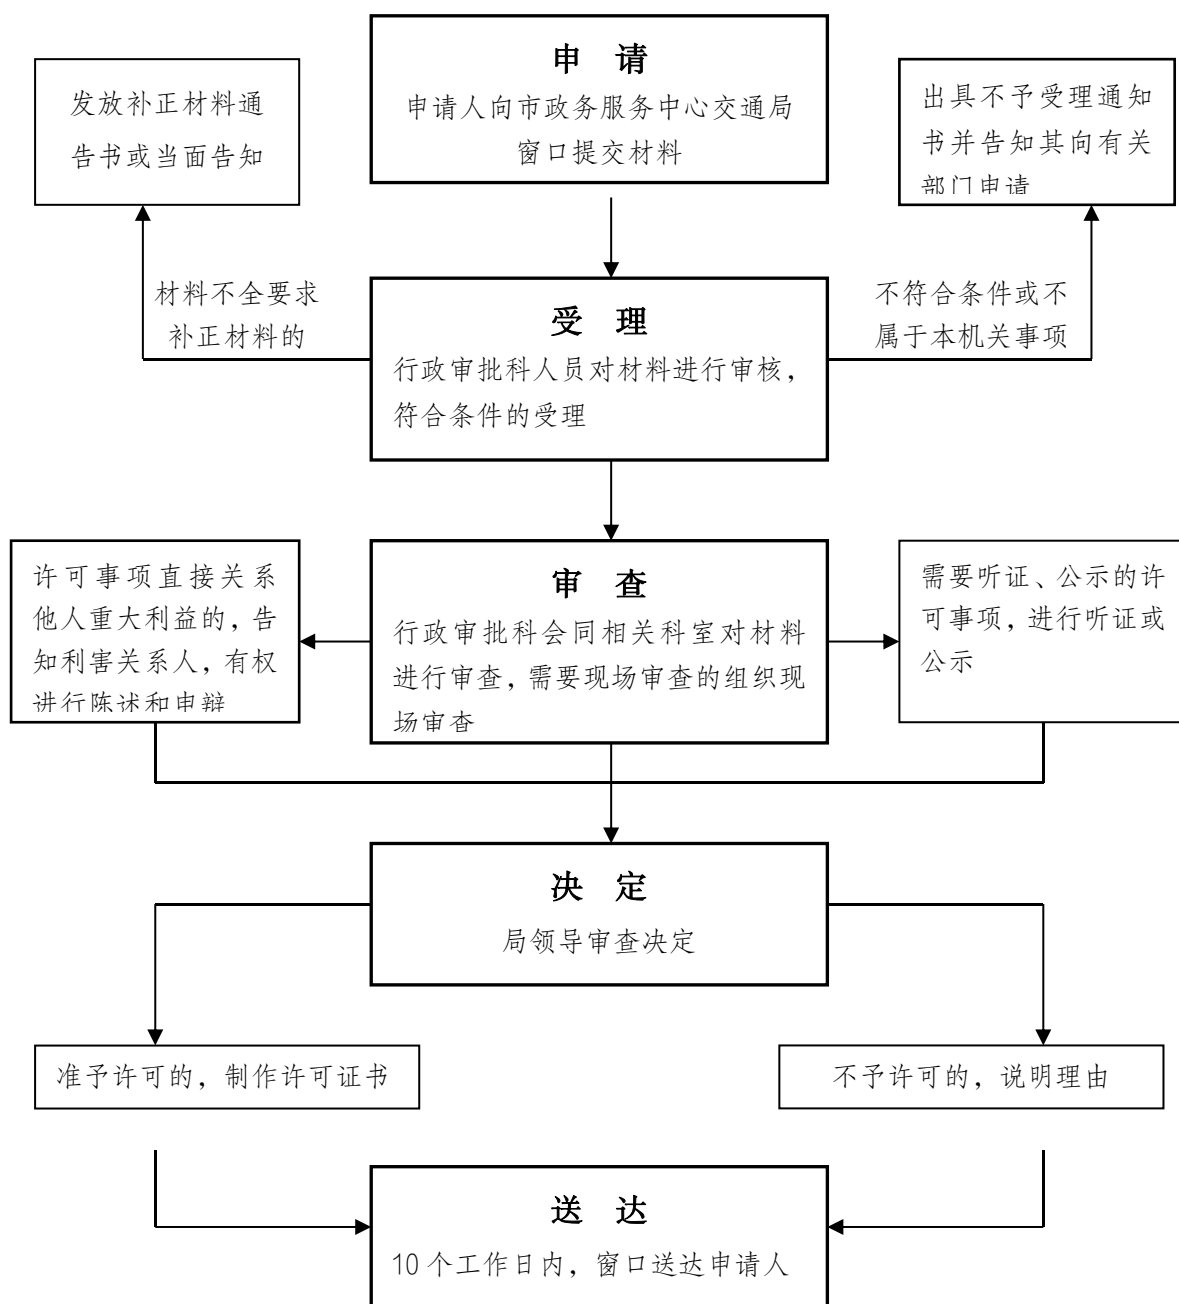 申 请
申请人向市政务服务中心交通局
窗口提交材料
发放补正材料通
告书或当面告知
出具不予受理通知
书并告知其向有关
部门申请
材料不全要求
补正材料的
不符合条件或不
属于本机关事项
受 理
行政审批科人员对材料进行审核，
符合条件的受理
许可事项直接关系
他人重大利益的，告
知利害关系人，有权
进行陈述和申辩
审 查
行政审批科会同相关科室对材料
进行审查，需要现场审查的组织现
场审查
需要听证、公示的许
可事项，进行听证或
公示
决 定
局领导审查决定
准予许可的，制作许可证书
不予许可的，说明理由
送 达
10个工作日内，窗口送达申请人